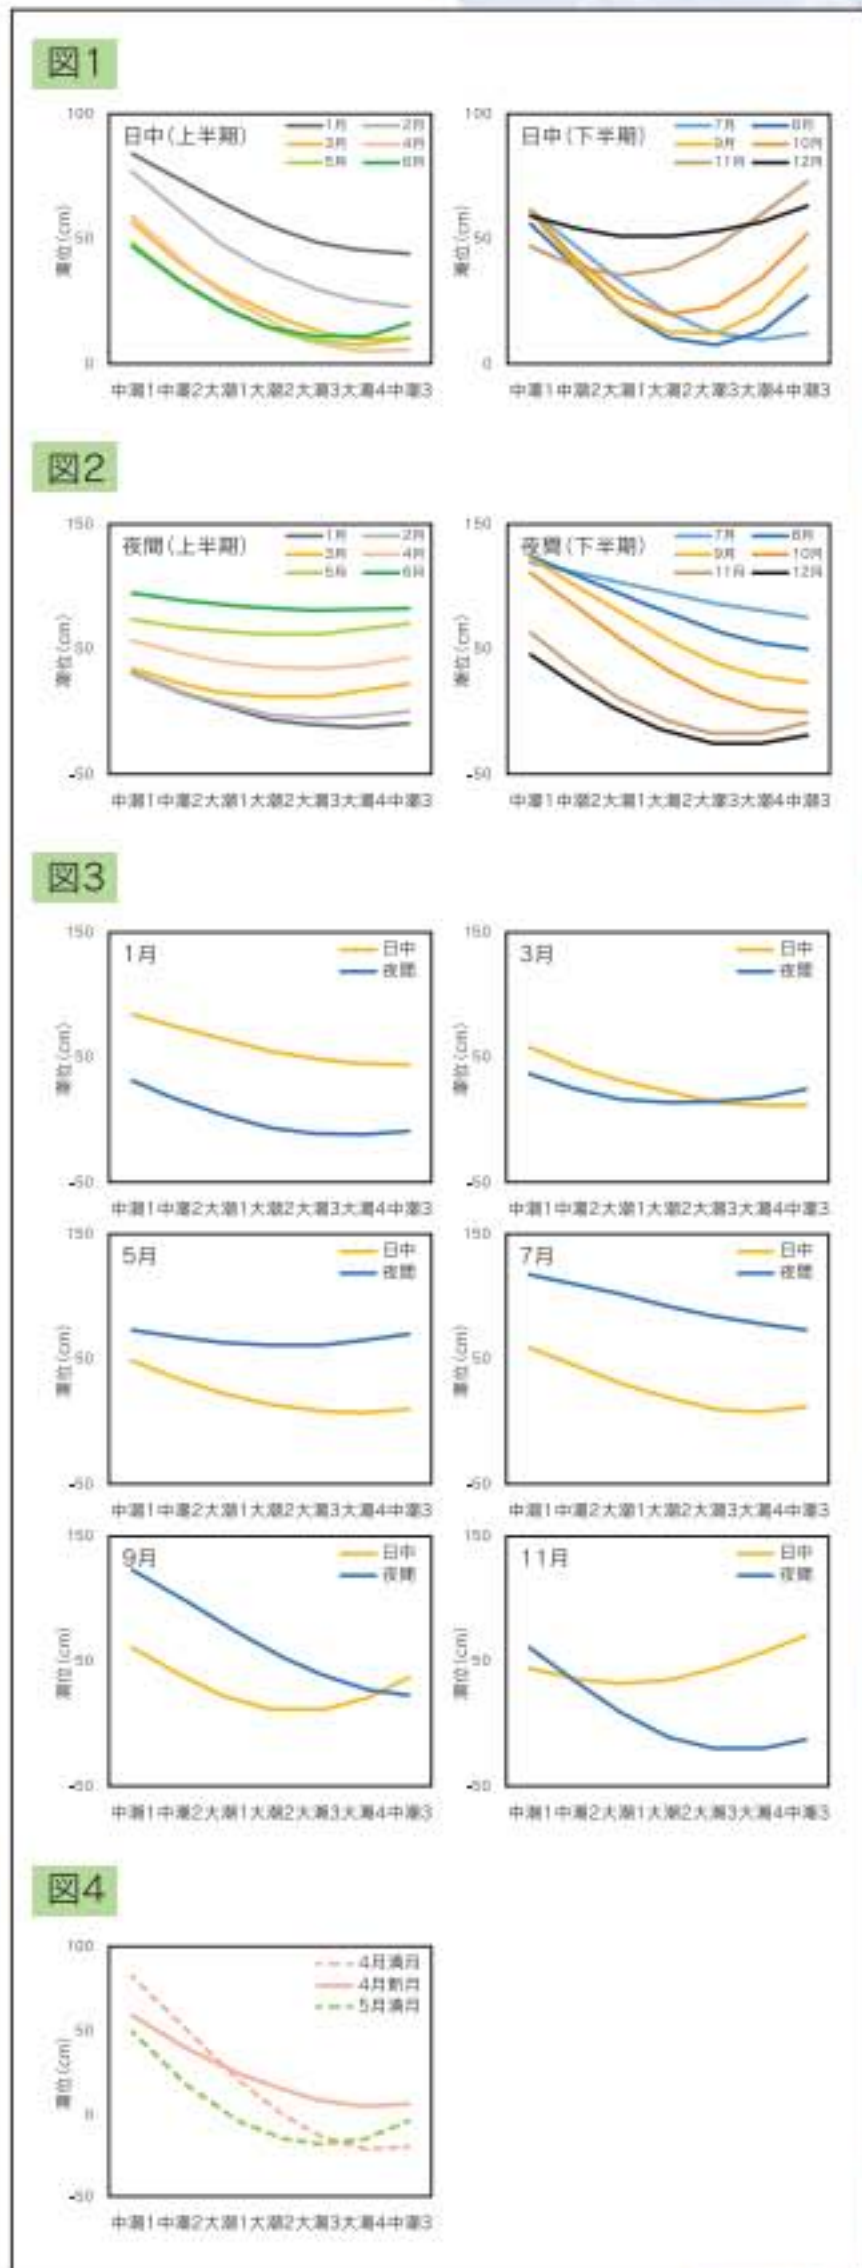 図1
100
50
0
潮位(cm)
日中(上半期)
1月 2月
3月 4月
5月 6月
中潮1中潮2大潮1大潮2大潮3大潮4中潮3
100
50
0
潮位(cm)
日中(下半期)
7月 8月
9月 10月
11月 12月
中潮1中潮2大潮1大潮2大潮3大潮4中潮3
図2
150
50
-50
潮位(cm)
夜間(上半期)
1月 2月
3月 4月
5月 6月
中潮1中潮2大潮1大潮2大潮3大潮4中潮3
150
50
-50
潮位(cm)
夜間(下半期)
7月 8月
9月 10月
11月 12月
中潮1中潮2大潮1大潮2大潮3大潮4中潮3
図3
150
50
-50
潮位(cm)
1月
日中
夜間
中潮1中潮2大潮1大潮2大潮3大潮4中潮3
150
50
-50
潮位(cm)
3月
日中
夜間
中潮1中潮2大潮1大潮2大潮3大潮4中潮3
150
50
-50
潮位(cm)
5月
日中
夜間
中潮1中潮2大潮1大潮2大潮3大潮4中潮3
150
50
-50
潮位(cm)
7月
日中
夜間
中潮1中潮2大潮1大潮2大潮3大潮4中潮3
150
50
-50
潮位(cm)
9月
日中
夜間
中潮1中潮2大潮1大潮2大潮3大潮4中潮3
150
50
-50
潮位(cm)
11月
日中
夜間
中潮1中潮2大潮1大潮2大潮3大潮4中潮3
図4
100
50
0
-50
潮位(cm)
4月満月
4月新月
5月満月
中潮1中潮2大潮1大潮2大潮3大潮4中潮3